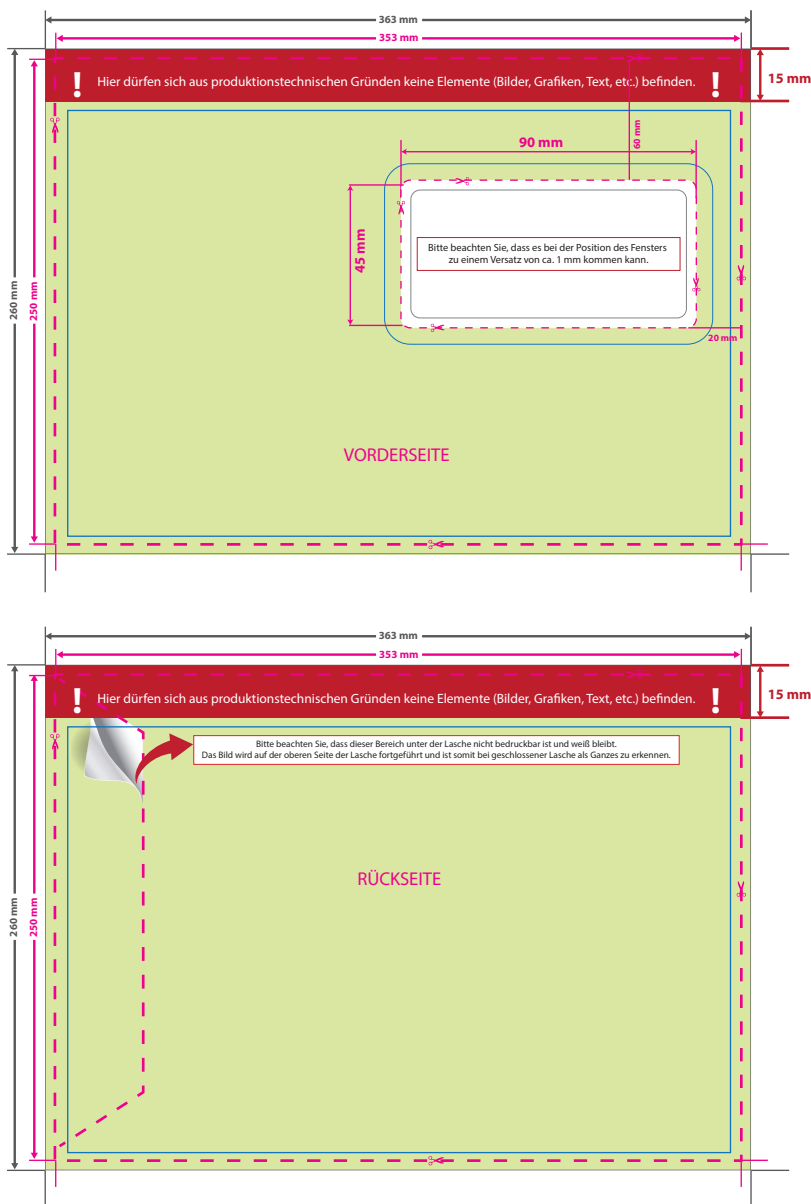 363 mm
353 mm
15 mm
! Hier dürfen sich aus produktionstechnischen Gründen keine Elemente (Bilder, Grafiken, Text, etc.) befinden. !
60 mm
90 mm
45 mm
Bitte beachten Sie, dass es bei der Position des Fensters
zu einem Versatz von ca. 1 mm kommen kann.
260 mm
250 mm
20 mm
VORDERSEITE
363 mm
353 mm
15 mm
! Hier dürfen sich aus produktionstechnischen Gründen keine Elemente (Bilder, Grafiken, Text, etc.) befinden. !
Bitte beachten Sie, dass dieser Bereich unter der Lasche nicht bedruckbar ist und weiß bleibt.
Das Bild wird auf der oberen Seite der Lasche fortgeführt und ist somit bei geschlossener Lasche als Ganzes zu erkennen.
RÜCKSEITE
260 mm
250 mm